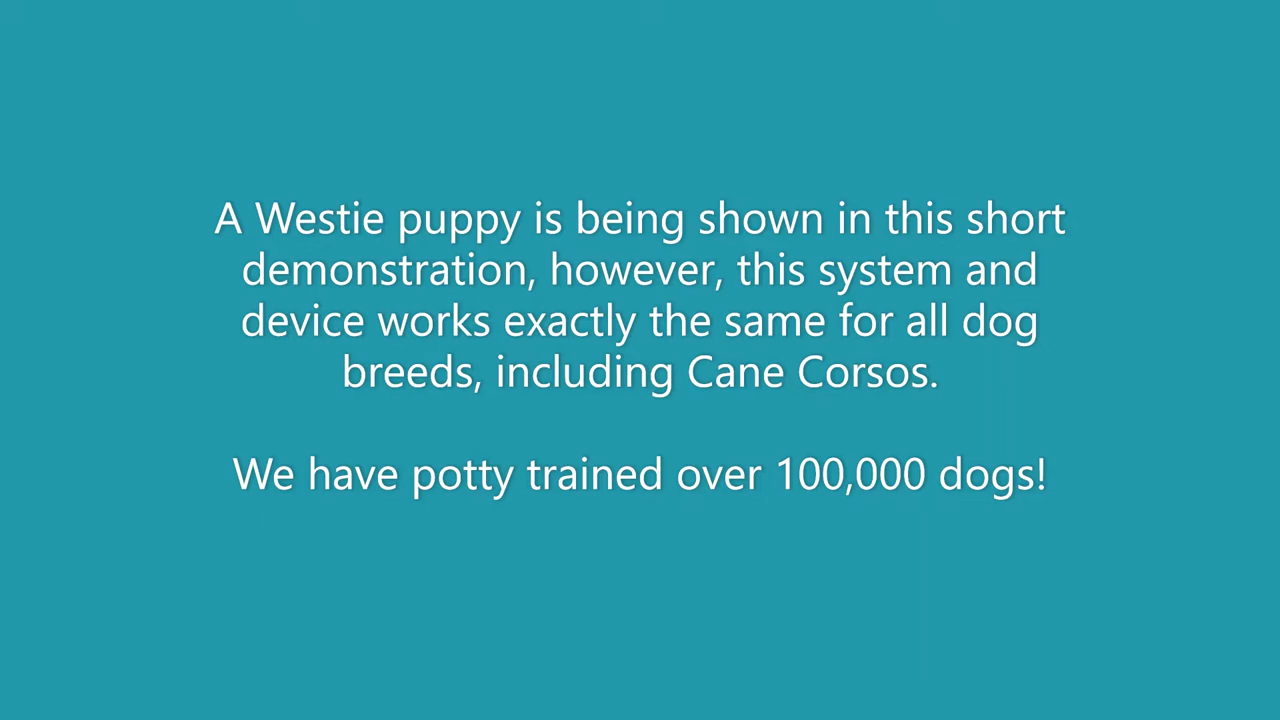 A Westie puppy is being shown in this short
demonstration, however, this system and
device works exactly the same for all dog
breeds, including Cane Corsos.
We have potty trained over 100,000 dogs!